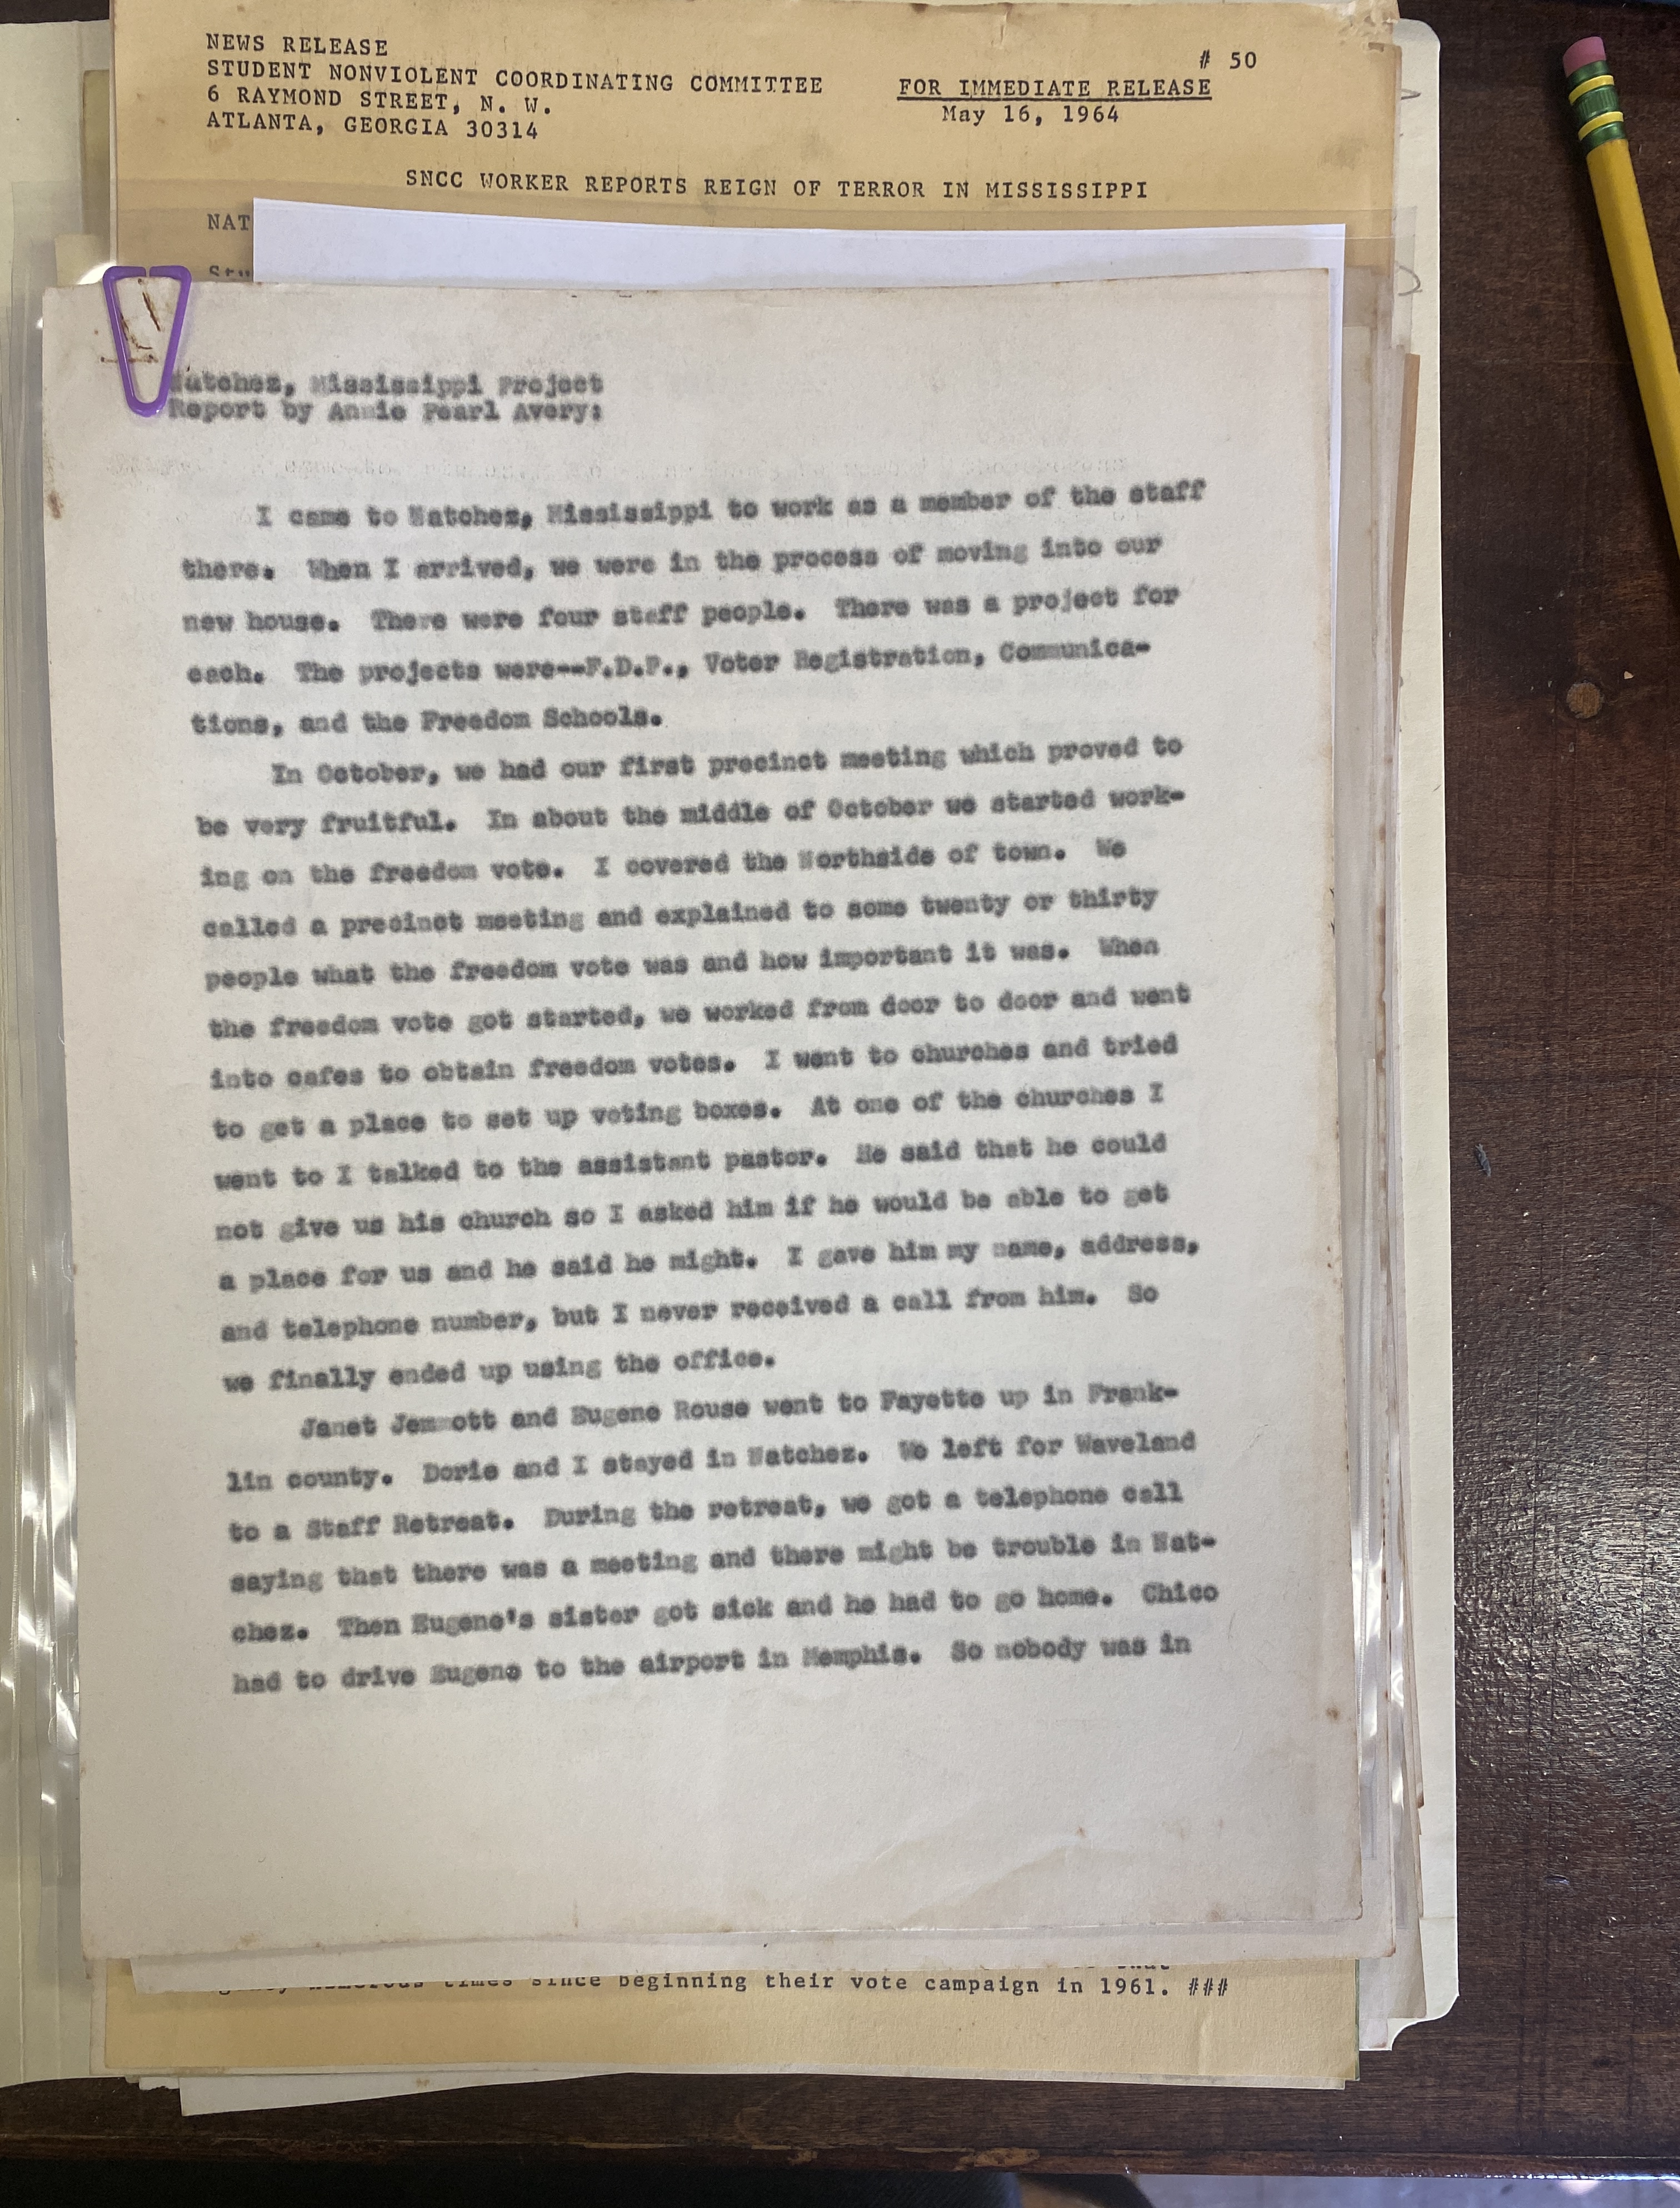 NEWS RELEASE
# 50
STUDENT NONVIOLENT COORDINATING COMMITTEE
FOR IMMEDIATE RELEASE
6 RAYMOND STREET, N. W.
May 16, 1964
ATLANTA, GEORGIA 30314
SNCC WORKER REPORTS REIGN OF TERROR IN MISSISSIPPI
NAT
Natchez, Mississippi Project
Report by Annie Pearl Avery:
I came to Natchez, Mississippi to work as a member of the staff
there. When I arrived, we were in the process of moving into our
new house. There were four staff people. There was a project for
each. The projects were--F.D.P., Voter Registration, Communica-
tions, and the Freedom Schools.
In October, we had our first precinct meeting which proved to
be very fruitful. In about the middle of October we started work-
ing on the freedom vote. I covered the Northside of town. We
called a precinct meeting and explained to some twenty or thirty
people what the freedom vote was and how important it was. When
the freedom vote got started, we worked from door to door and went
into cafes to obtain freedom votes. I went to churches and tried
to get a place to set up voting boxes. At one of the churches I
went to I talked to the assistant pastor. He said that he could
not give us his church so I asked him if he would be able to get
a place for us and he said he might. I gave him my name, address,
and telephone number, but I never received a call from him. So
we finally ended up using the office.
Janet Jemmott and Eugene Rouse went to Fayette up in Frank-
lin county. Dorie and I stayed in Natchez. We left for Waveland
to a Staff Retreat. During the retreat, we got a telephone call
saying that there was a meeting and there might be trouble in Nat-
chez. Then Eugene's sister got sick and he had to go home. Chico
had to drive Eugene to the airport in Memphis. So nobody was in
numerous times since beginning their vote campaign in 1961. ###